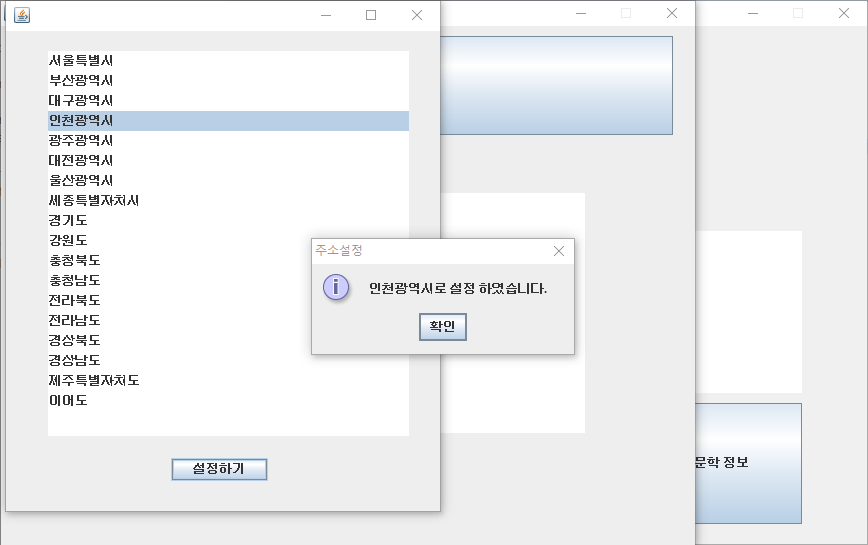 서울특별시
부산광역시
대구광역시
인천광역시
광주광역시
대전광역시
울산광역시
세종특별자치시
경기도
강원도
충청북도
충청남도
전라북도
전라남도
경상북도
경상남도
제주특별자치도
이어도
설정하기
주소설정
인천광역시로 설정 하였습니다.
확인
문학 정보